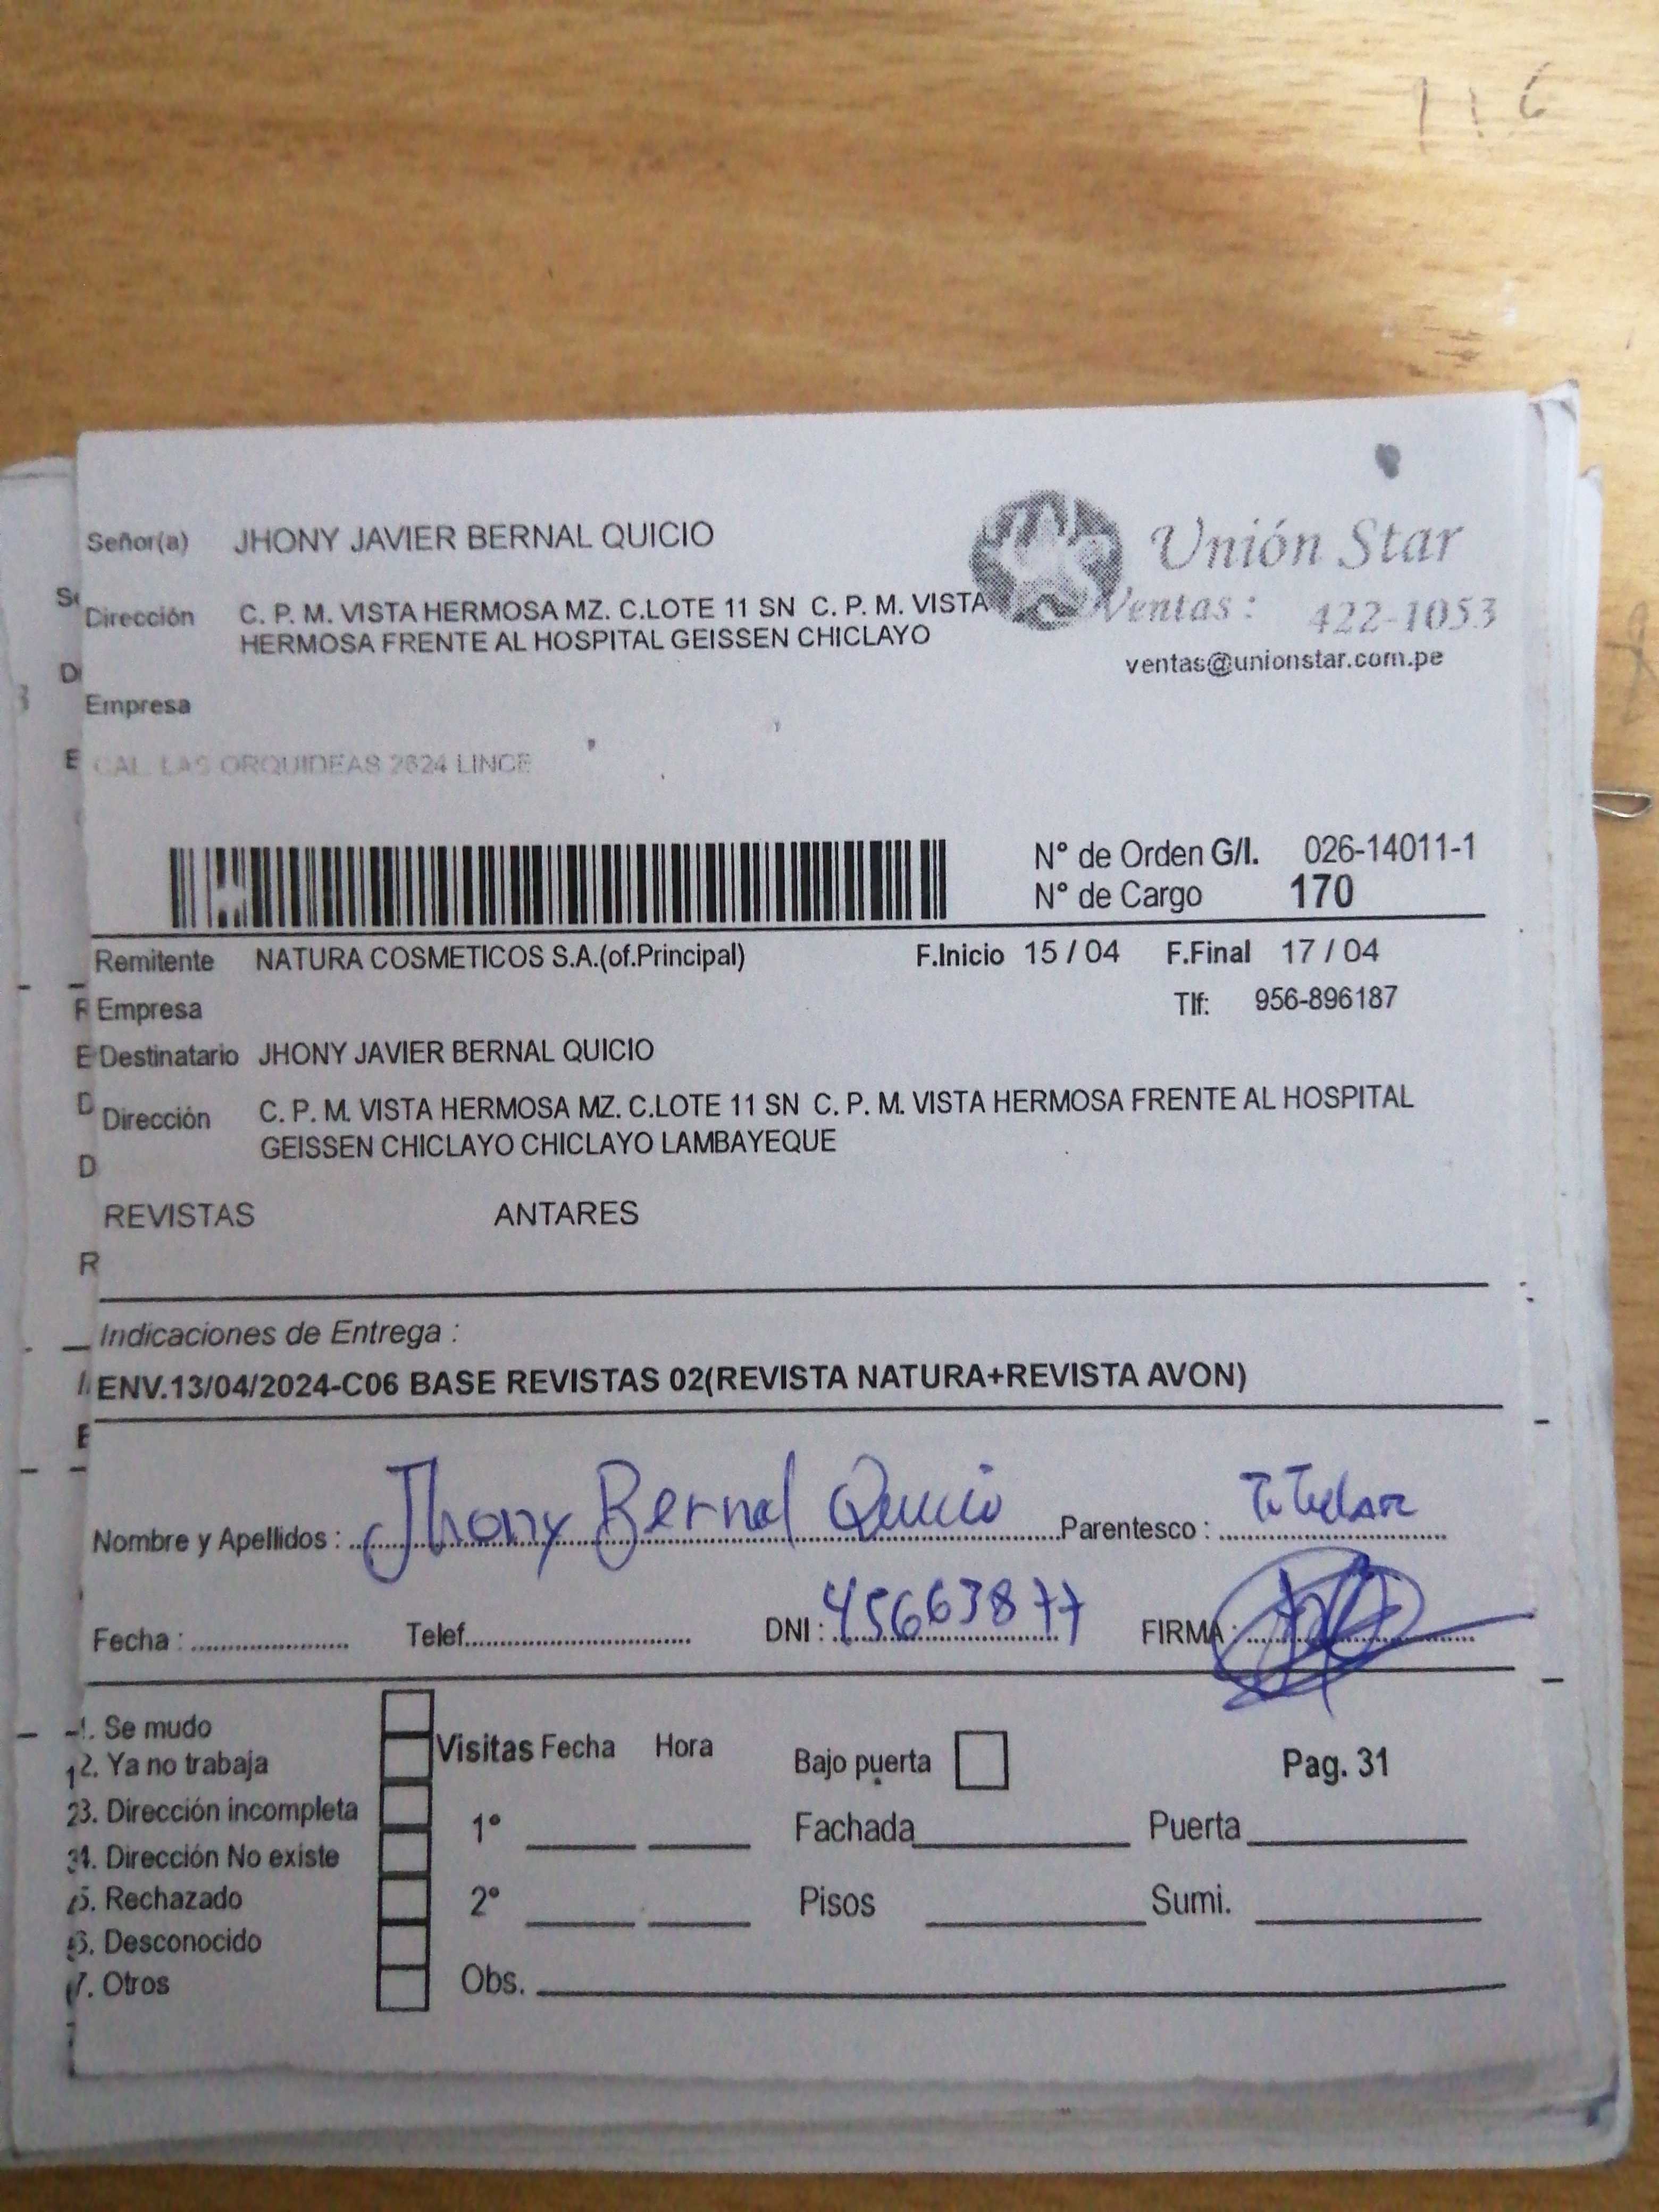 116
Señor(a) JHONY JAVIER BERNAL QUICIO
Unión Star
Dirección C. P. M. VISTA HERMOSA MZ. C.LOTE 11 SN C. P. M. VISTA
HERMOSA FRENTE AL HOSPITAL GEISSEN CHICLAYO
Ventas : 422-1053
ventas@unionstar.com.pe
Empresa
CAL. LAS ORQUIDEAS 2624 LINCE
N° de Orden G/I. 026-14011-1
N° de Cargo 170
Remitente NATURA COSMETICOS S.A.(of.Principal) F.Inicio 15 / 04 F.Final 17 / 04
Empresa Tlf: 956-896187
Destinatario JHONY JAVIER BERNAL QUICIO
Dirección C. P. M. VISTA HERMOSA MZ. C.LOTE 11 SN C. P. M. VISTA HERMOSA FRENTE AL HOSPITAL
GEISSEN CHICLAYO CHICLAYO LAMBAYEQUE
REVISTAS ANTARES
Indicaciones de Entrega :
ENV.13/04/2024-C06 BASE REVISTAS 02(REVISTA NATURA+REVISTA AVON)
Nombre y Apellidos : Jhony Bernal Quicio Parentesco : Titular
Fecha : Telef. DNI : 45663877 FIRMA :
1. Se mudo
2. Ya no trabaja
3. Dirección incompleta
4. Dirección No existe
5. Rechazado
6. Desconocido
7. Otros
Visitas Fecha Hora Bajo puerta Pag. 31
1° Fachada Puerta
2° Pisos Sumi.
Obs.